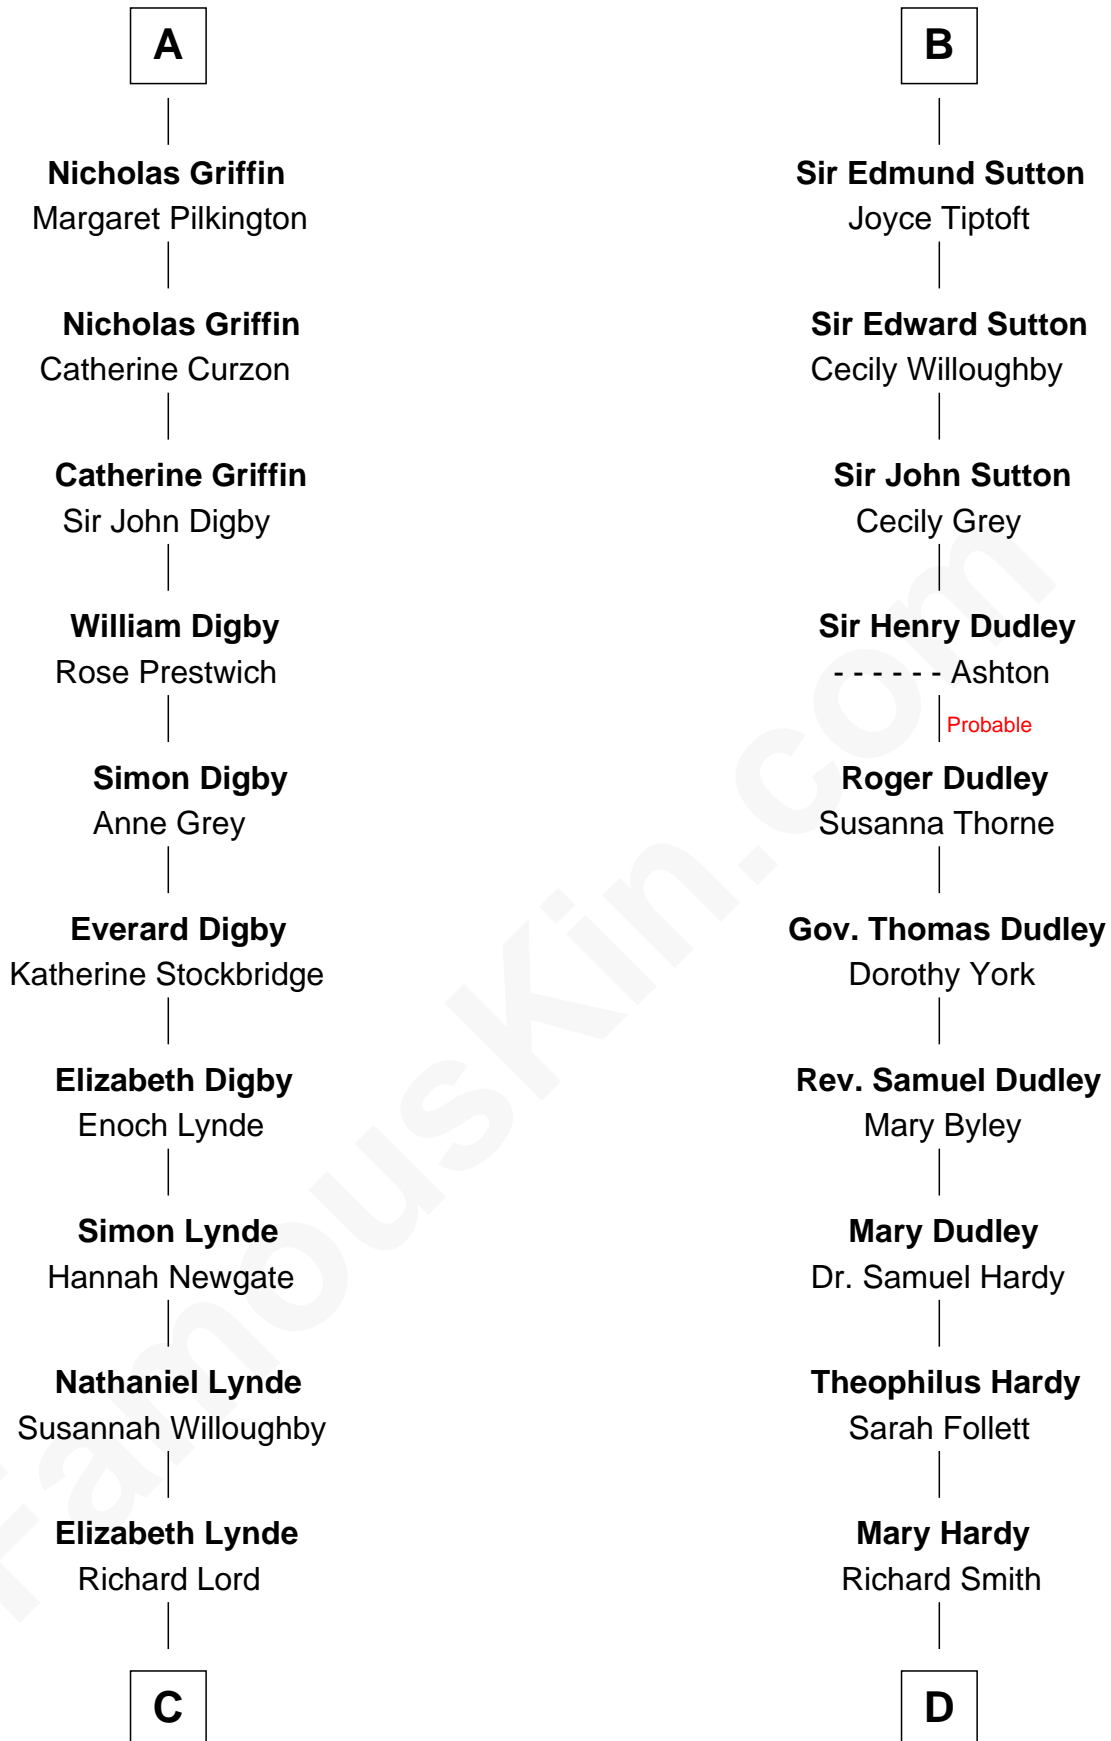 A
Nicholas Griffin
Margaret Pilkington
Nicholas Griffin
Catherine Curzon
Catherine Griffin
Sir John Digby
William Digby
Rose Prestwich
Simon Digby
Anne Grey
Everard Digby
Katherine Stockbridge
Elizabeth Digby
Enoch Lynde
Simon Lynde
Hannah Newgate
Nathaniel Lynde
Susannah Willoughby
Elizabeth Lynde
Richard Lord
C
B
Sir Edmund Sutton
Joyce Tiptoft
Sir Edward Sutton
Cecily Willoughby
Sir John Sutton
Cecily Grey
Sir Henry Dudley
- - - - - - Ashton
Probable
Roger Dudley
Susanna Thorne
Gov. Thomas Dudley
Dorothy York
Rev. Samuel Dudley
Mary Byley
Mary Dudley
Dr. Samuel Hardy
Theophilus Hardy
Sarah Follett
Mary Hardy
Richard Smith
D
FamousKin.com